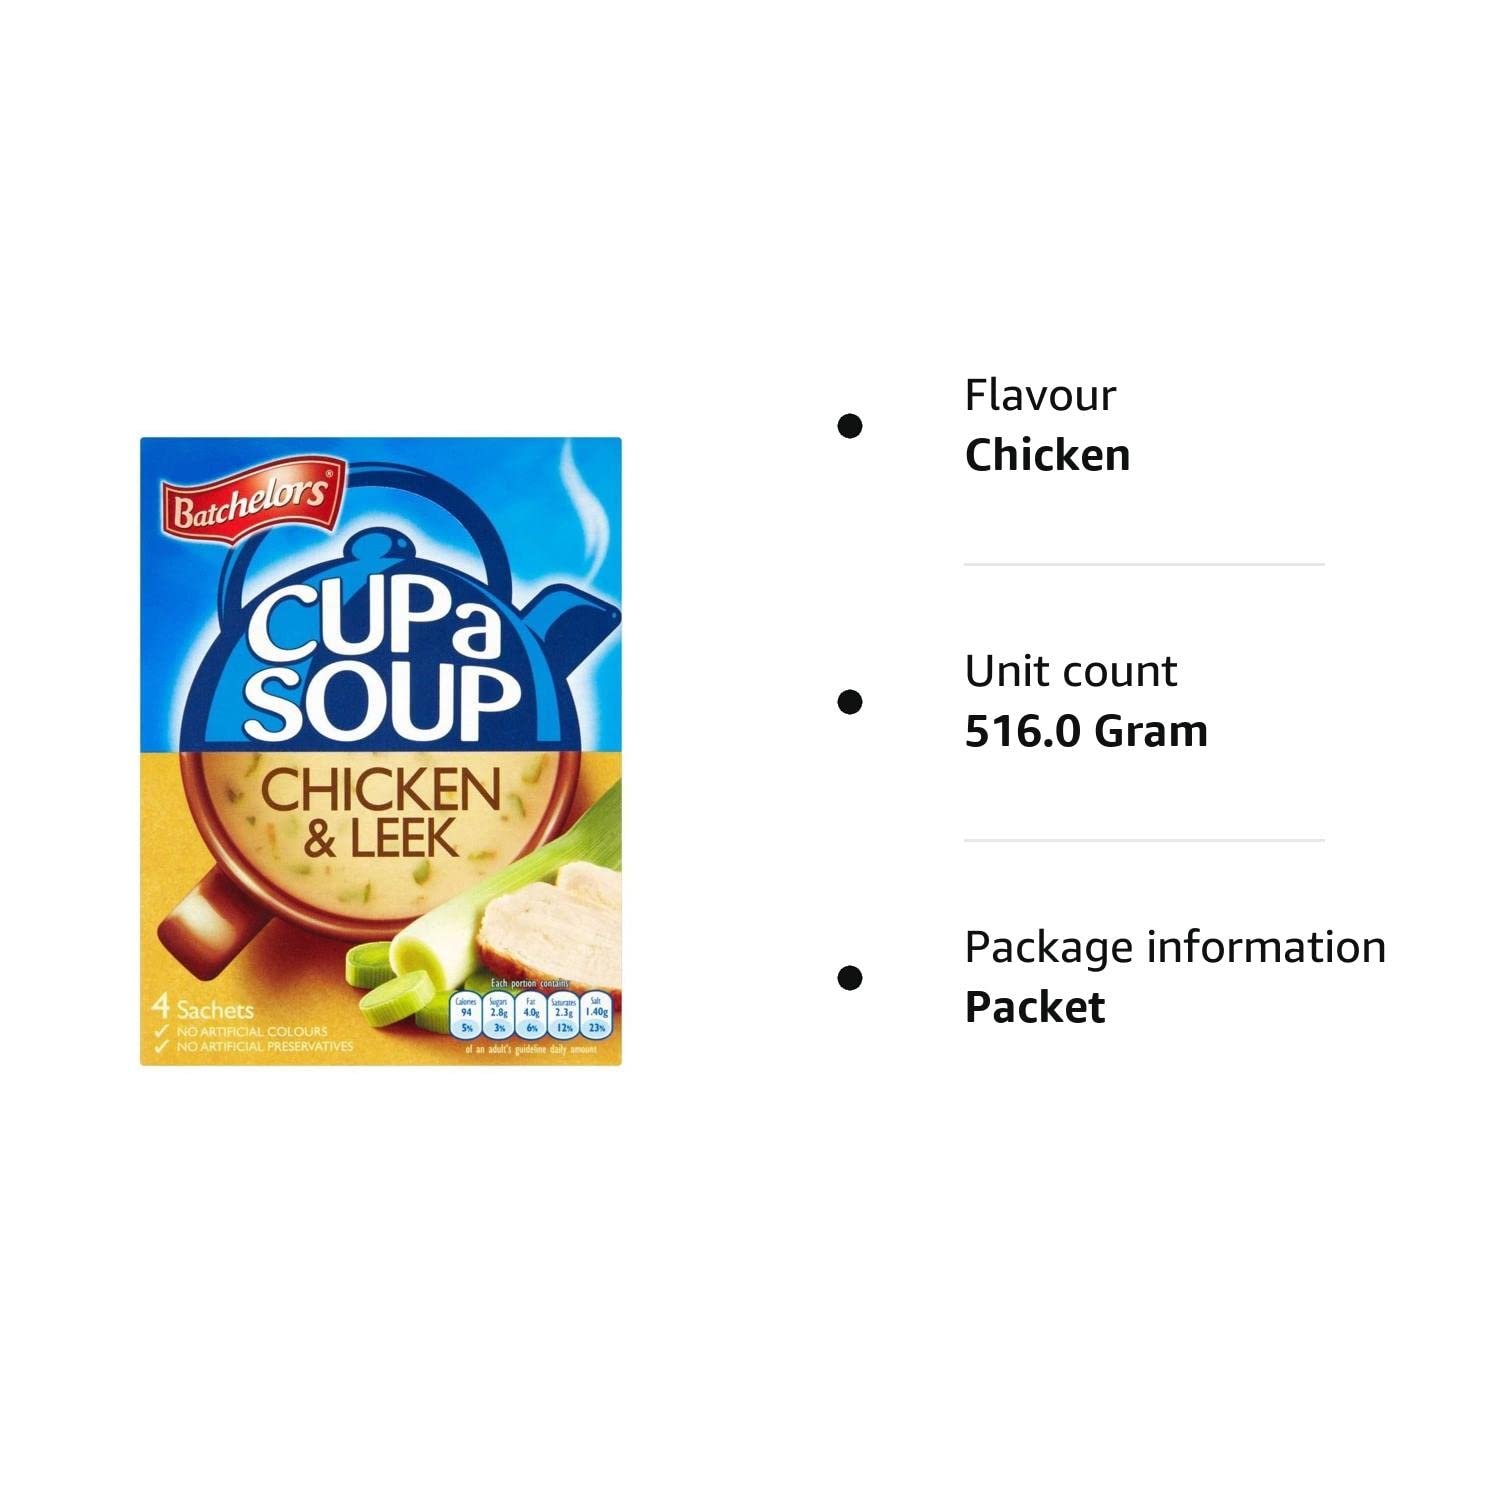 Batchelors®
CUPa
SOUP
CHICKEN
& LEEK
4 Sachets
✓ NO ARTIFICIAL COLOURS
✓ NO ARTIFICIAL PRESERVATIVES
Each portion contains
Calories Sugars Fat Saturates Salt
94 2.8g 4.0g 2.3g 1.40g
5% 3% 6% 12% 23%
of an adult's guideline daily amount
Flavour
Chicken
Unit count
516.0 Gram
Package information
Packet